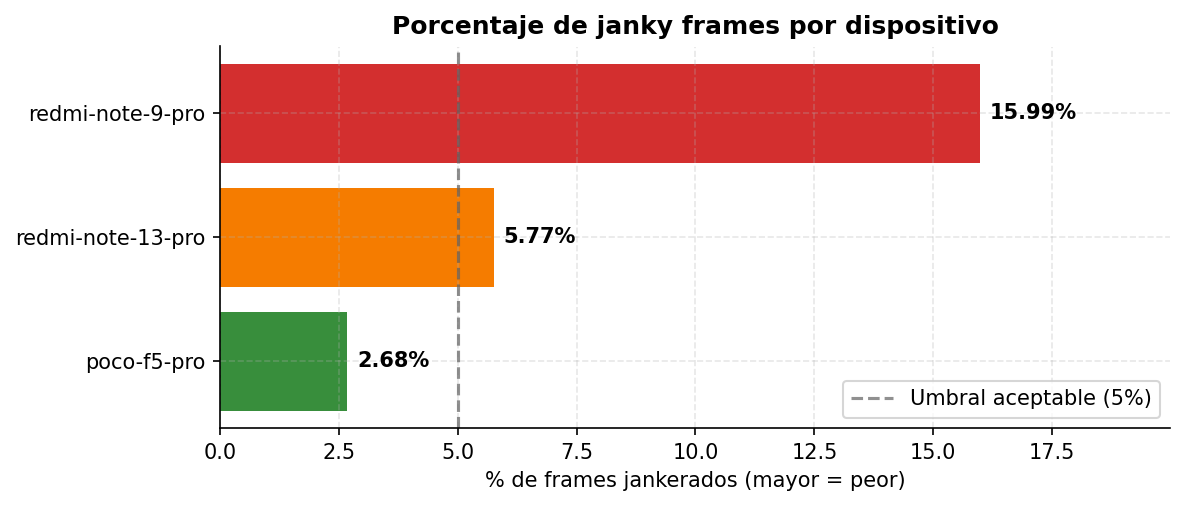 Porcentaje de janky frames por dispositivo
redmi-note-9-pro
15.99%
redmi-note-13-pro
5.77%
poco-f5-pro
2.68%
Umbral aceptable (5%)
0.0 2.5 5.0 7.5 10.0 12.5 15.0 17.5
% de frames jankerados (mayor = peor)